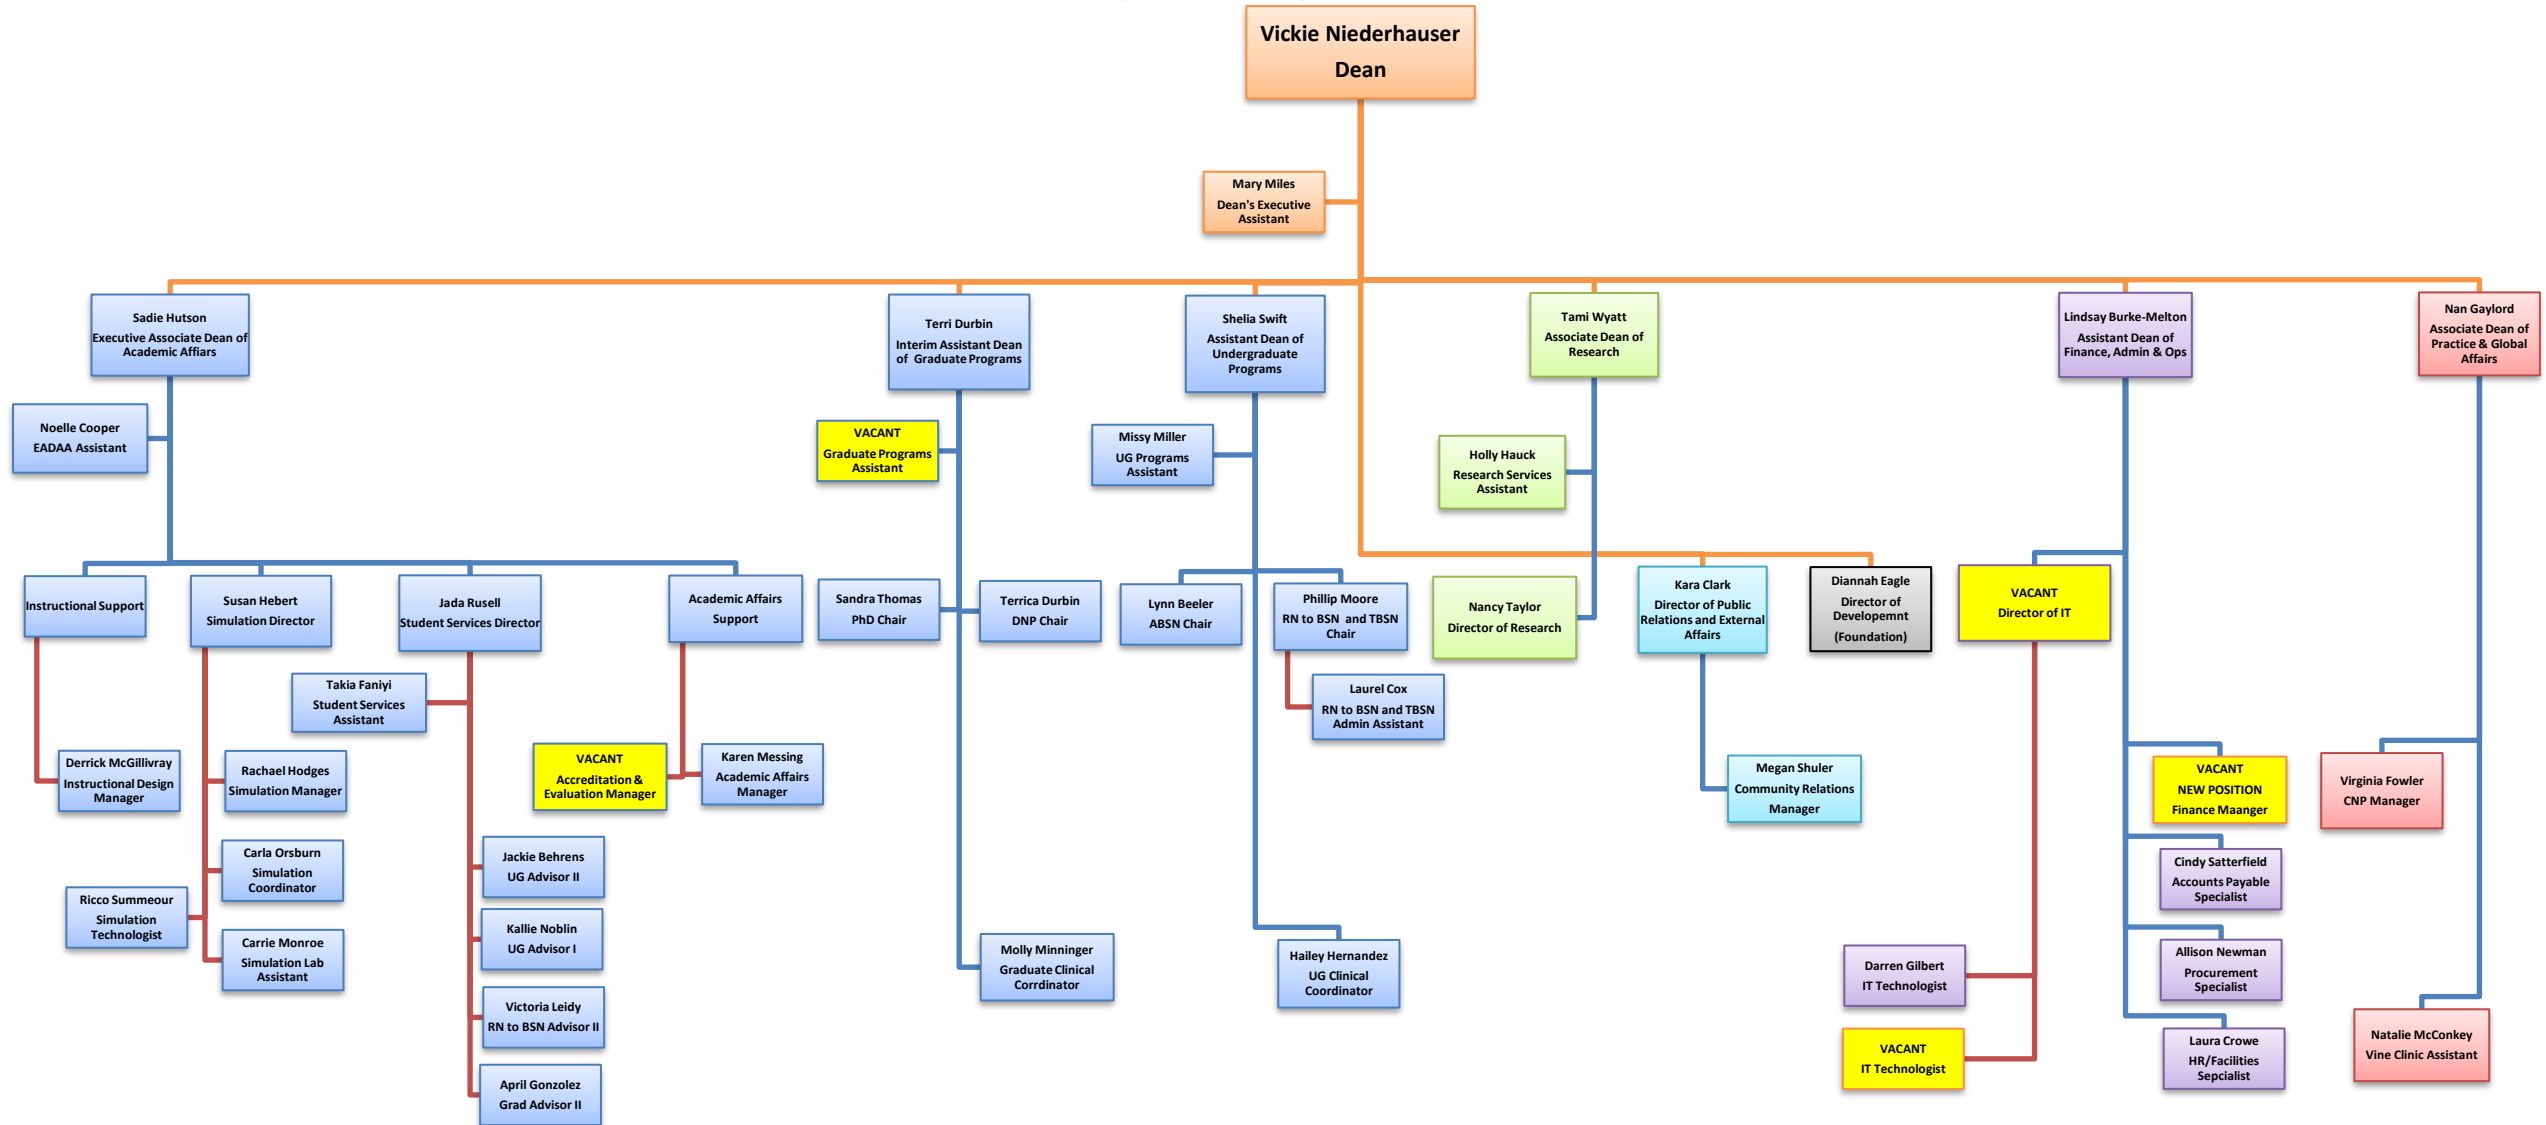 Vickie Niederhauser
Dean
Mary Miles
Dean's Executive
Assistant
Sadie Hutson
Executive Associate Dean of
Academic Affiars
Terri Durbin
Interim Assistant Dean
of Graduate Programs
Shelia Swift
Assistant Dean of
Undergraduate
Programs
Tami Wyatt
Associate Dean of
Research
Lindsay Burke-Melton
Assistant Dean of
Finance, Admin & Ops
Nan Gaylord
Associate Dean of
Practice & Global
Affairs
Noelle Cooper
EADAA Assistant
VACANT
Graduate Programs
Assistant
Missy Miller
UG Programs
Assistant
Holly Hauck
Research Services
Assistant
Instructional Support
Susan Hebert
Simulation Director
Jada Rusell
Student Services Director
Academic Affairs
Support
Sandra Thomas
PhD Chair
Terrica Durbin
DNP Chair
Lynn Beeler
ABSN Chair
Phillip Moore
RN to BSN and TBSN
Chair
Nancy Taylor
Director of Research
Kara Clark
Director of Public
Relations and External
Affairs
Diannah Eagle
Director of
Developemnt
(Foundation)
VACANT
Director of IT
Takia Faniyi
Student Services
Assistant
Laurel Cox
RN to BSN and TBSN
Admin Assistant
Derrick McGillivray
Instructional Design
Manager
Rachael Hodges
Simulation Manager
VACANT
Accreditation &
Evaluation Manager
Karen Messing
Academic Affairs
Manager
Megan Shuler
Community Relations
Manager
VACANT
NEW POSITION
Finance Maanger
Virginia Fowler
CNP Manager
Carla Orsburn
Simulation
Coordinator
Jackie Behrens
UG Advisor II
Cindy Satterfield
Accounts Payable
Specialist
Ricco Summeour
Simulation
Technologist
Carrie Monroe
Simulation Lab
Assistant
Kallie Noblin
UG Advisor I
Molly Minninger
Graduate Clinical
Corrdinator
Hailey Hernandez
UG Clinical
Coordinator
Darren Gilbert
IT Technologist
Allison Newman
Procurement
Specialist
Victoria Leidy
RN to BSN Advisor II
VACANT
IT Technologist
Laura Crowe
HR/Facilities
Sepcialist
Natalie McConkey
Vine Clinic Assistant
April Gonzolez
Grad Advisor II